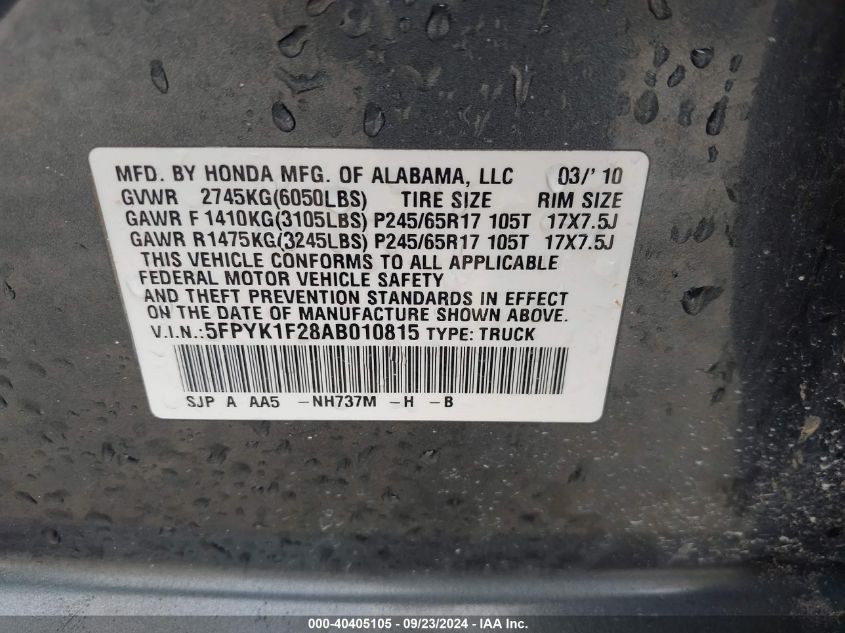 MFD. BY HONDA MFG. OF ALABAMA, LLC 03/'10
GVWR 2745KG(6050LBS) TIRE SIZE RIM SIZE
GAWR F 1410KG(3105LBS) P245/65R17 105T 17X7.5J
GAWR R1475KG(3245LBS) P245/65R17 105T 17X7.5J
THIS VEHICLE CONFORMS TO ALL APPLICABLE
FEDERAL MOTOR VEHICLE SAFETY
AND THEFT PREVENTION STANDARDS IN EFFECT
ON THE DATE OF MANUFACTURE SHOWN ABOVE.
V.I.N.:5FPYK1F28AB010815 TYPE: TRUCK
SJP A AA5 -NH737M -H -B
000-40405105 - 09/23/2024 - IAA Inc.